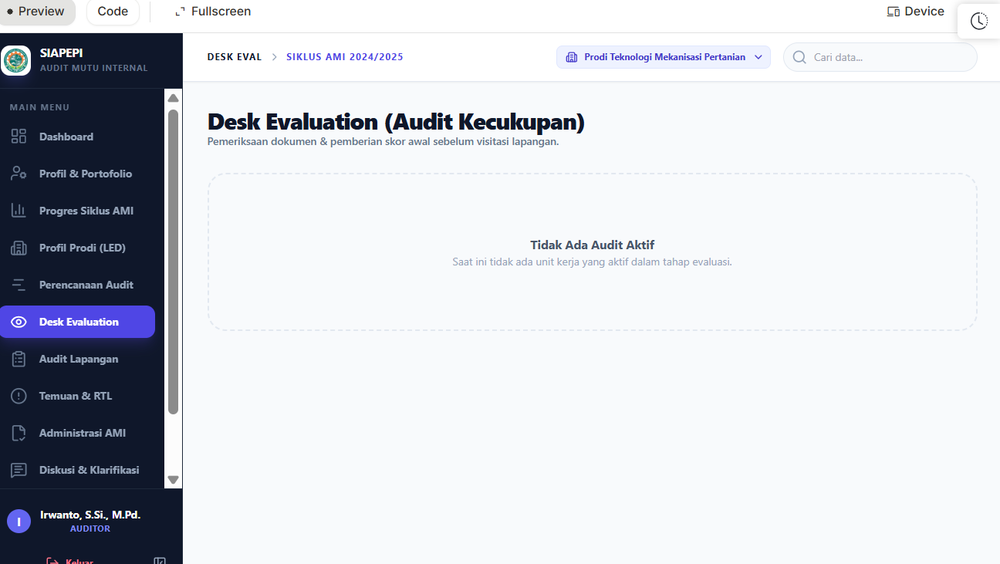 Preview
Code
Fullscreen
Device
SIAPEPI
AUDIT MUTU INTERNAL
DESK EVAL
SIKLUS AMI 2024/2025
Prodi Teknologi Mekanisasi Pertanian
Cari data...
MAIN MENU
Dashboard
Profil & Portofolio
Progres Siklus AMI
Profil Prodi (LED)
Perencanaan Audit
Desk Evaluation
Audit Lapangan
Temuan & RTL
Administrasi AMI
Diskusi & Klarifikasi
I
Irwanto, S.Si., M.Pd.
AUDITOR
Keluar
Desk Evaluation (Audit Kecukupan)
Pemeriksaan dokumen & pemberian skor awal sebelum visitasi lapangan.
Tidak Ada Audit Aktif
Saat ini tidak ada unit kerja yang aktif dalam tahap evaluasi.